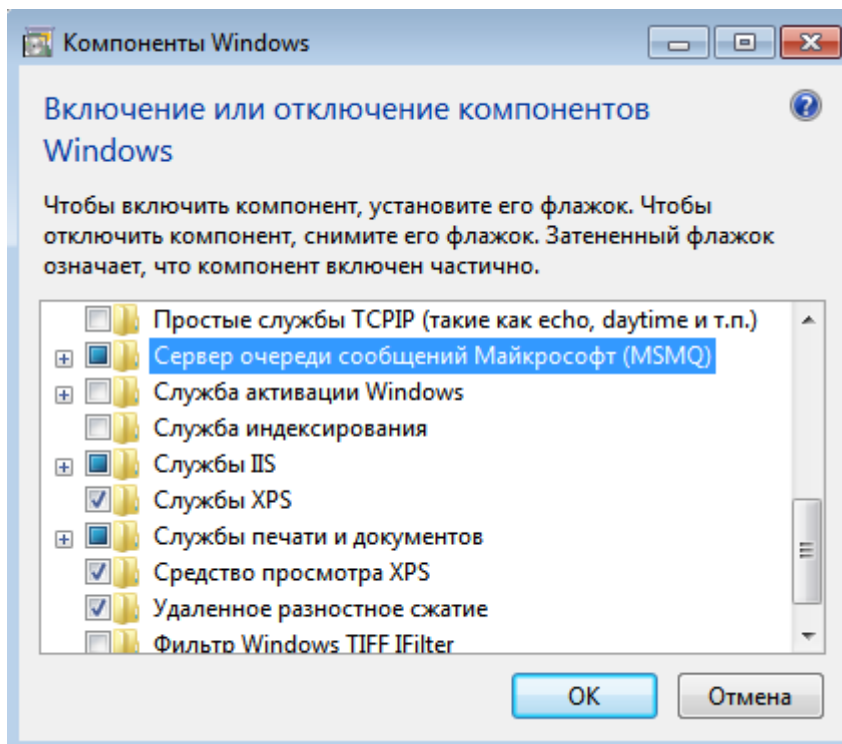 Компоненты Windows
Включение или отключение компонентов
Windows
Чтобы включить компонент, установите его флажок. Чтобы
отключить компонент, снимите его флажок. Затененный флажок
означает, что компонент включен частично.
Простые службы TCPIP (такие как echo, daytime и т.п.)
Сервер очереди сообщений Майкрософт (MSMQ)
Служба активации Windows
Служба индексирования
Службы IIS
Службы XPS
Службы печати и документов
Средство просмотра XPS
Удаленное разностное сжатие
Фильтр Windows TIFF IFilter
ОК Отмена